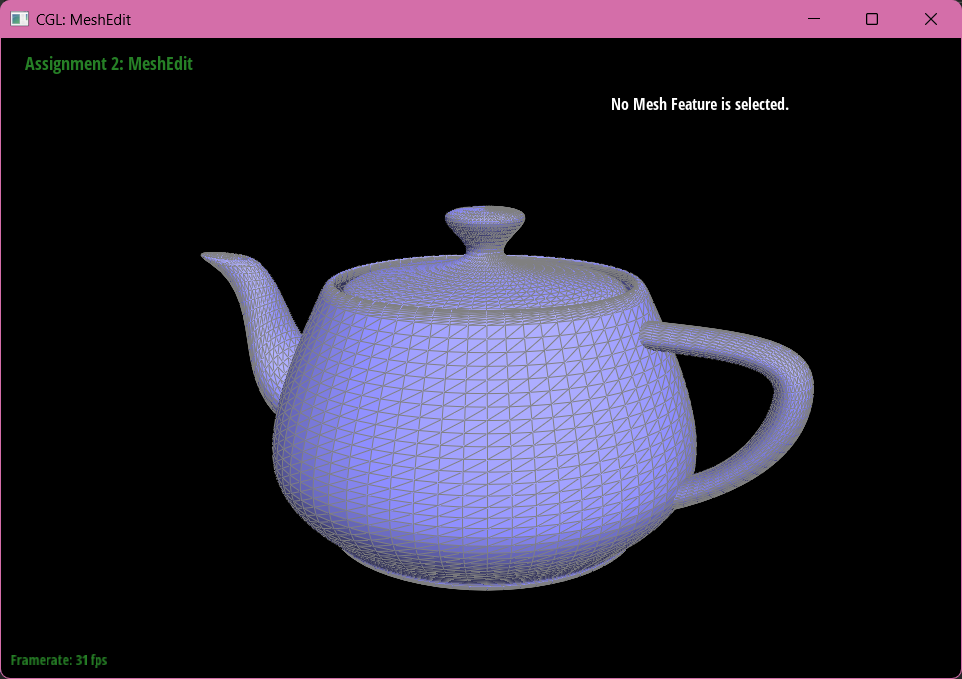 CGL: MeshEdit
Assignment 2: MeshEdit
No Mesh Feature is selected.
Framerate: 31 fps